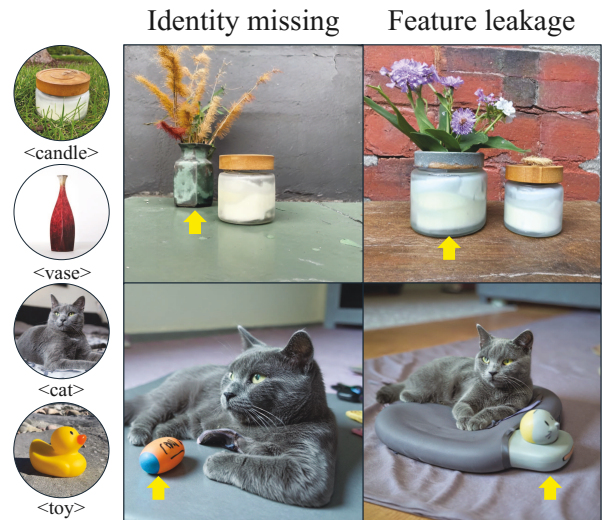 Identity missing
Feature leakage
<candle>
<vase>
<cat>
<toy>